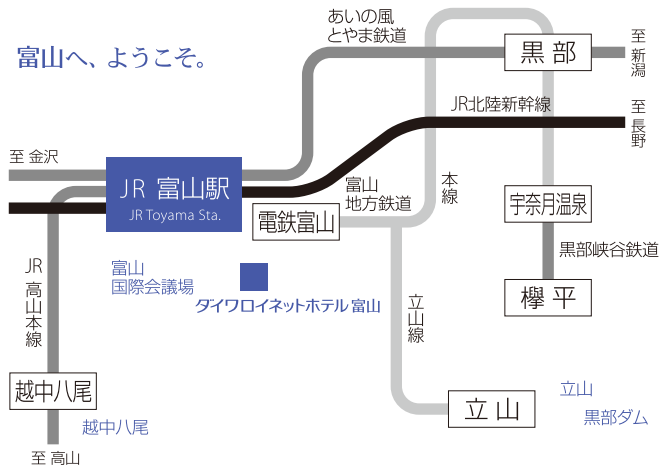 富山へ、ようこそ。
あいの風
とやま鉄道
黒部
至 新潟
JR北陸新幹線
至 長野
至 金沢
JR 富山駅
JR Toyama Sta.
富山
地方鉄道
本線
電鉄富山
宇奈月温泉
黒部峡谷鉄道
欅平
JR 高山本線
富山
国際会議場
ダイワロイネットホテル 富山
立山線
越中八尾
越中八尾
至 高山
立山
立山
黒部ダム